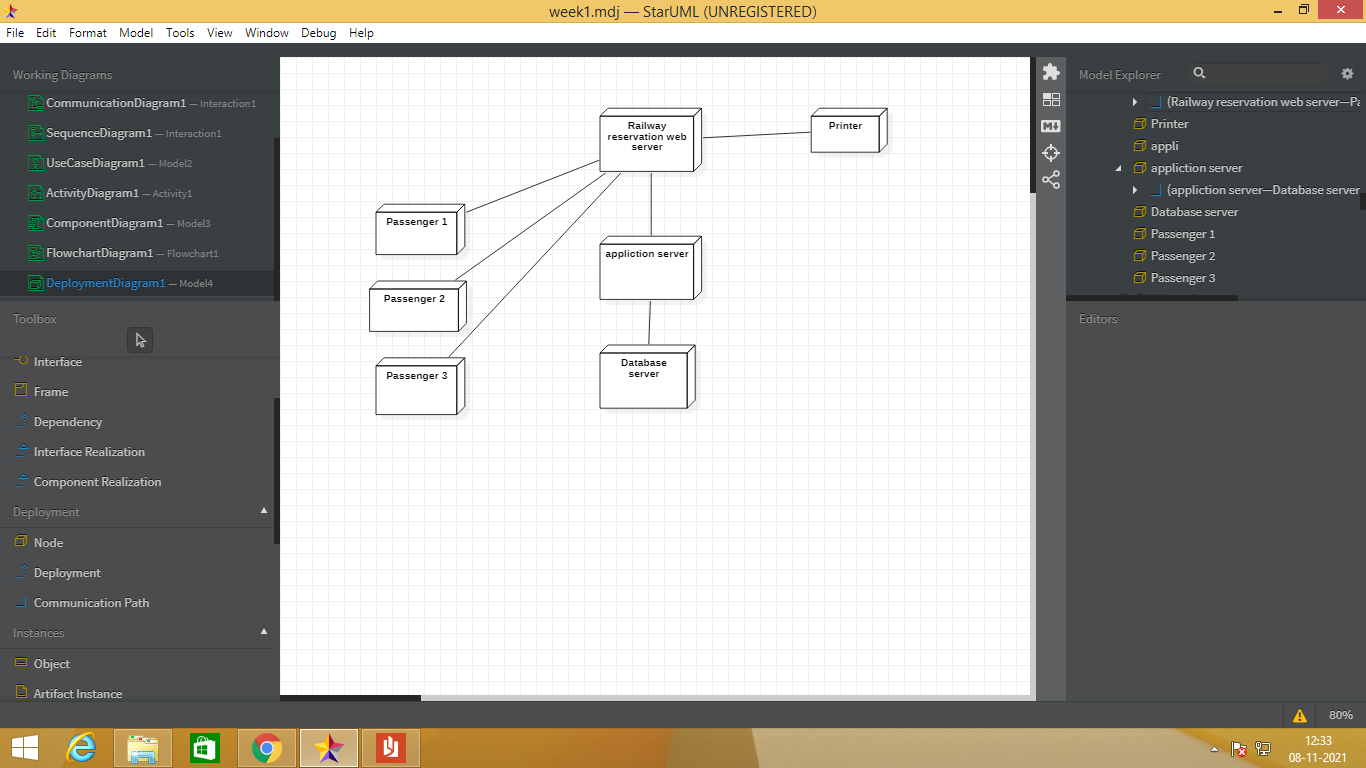 week1.mdj — StarUML (UNREGISTERED)
File Edit Format Model Tools View Window Debug Help
Working Diagrams
CommunicationDiagram1 — Interaction1
SequenceDiagram1 — Interaction1
UseCaseDiagram1 — Model2
ActivityDiagram1 — Activity1
ComponentDiagram1 — Model3
FlowchartDiagram1 — Flowchart1
DeploymentDiagram1 — Model4
Toolbox
Interface
Frame
Dependency
Interface Realization
Component Realization
Deployment
Node
Deployment
Communication Path
Instances
Object
Artifact Instance
Railway
reservation web
server
Printer
Passenger 1
appliction server
Passenger 2
Database
server
Passenger 3
Model Explorer
(Railway reservation web server—Pa
Printer
appli
appliction server
(appliction server—Database server
Database server
Passenger 1
Passenger 2
Passenger 3
Editors
80%
12:33
08-11-2021